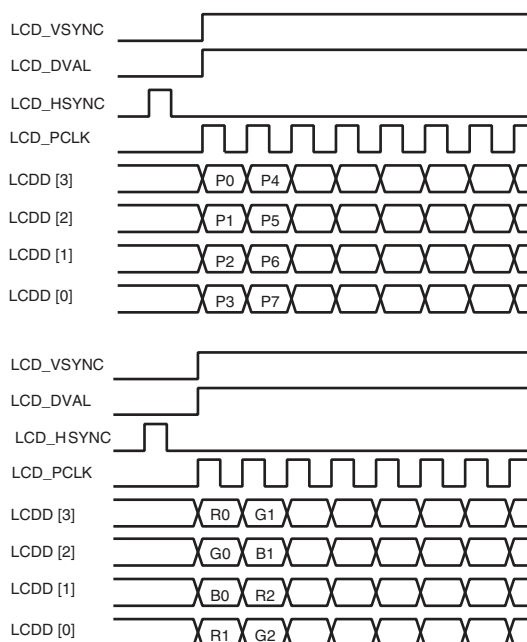 LCD_VSYNC
LCD_DVAL
LCD_HSYNC
LCD_PCLK
LCDD [3] P0 P4
LCDD [2] P1 P5
LCDD [1] P2 P6
LCDD [0] P3 P7
LCD_VSYNC
LCD_DVAL
LCD_HSYNC
LCD_PCLK
LCDD [3] R0 G1
LCDD [2] G0 B1
LCDD [1] B0 R2
LCDD [0] R1 G2